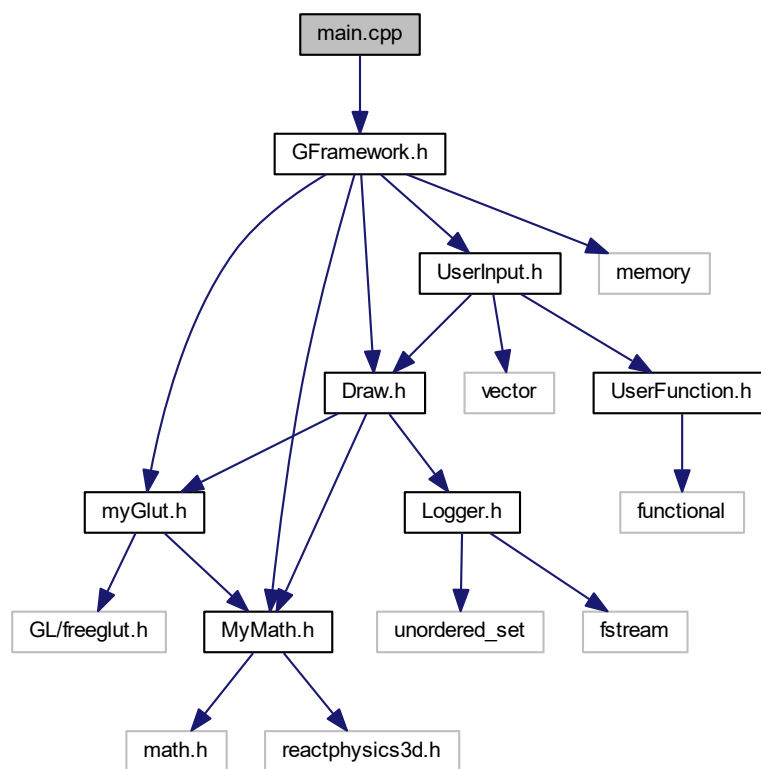 main.cpp
GFramework.h
UserInput.h
memory
Draw.h
vector
UserFunction.h
myGlut.h
Logger.h
functional
GL/freeglut.h
MyMath.h
unordered_set
fstream
math.h
reactphysics3d.h